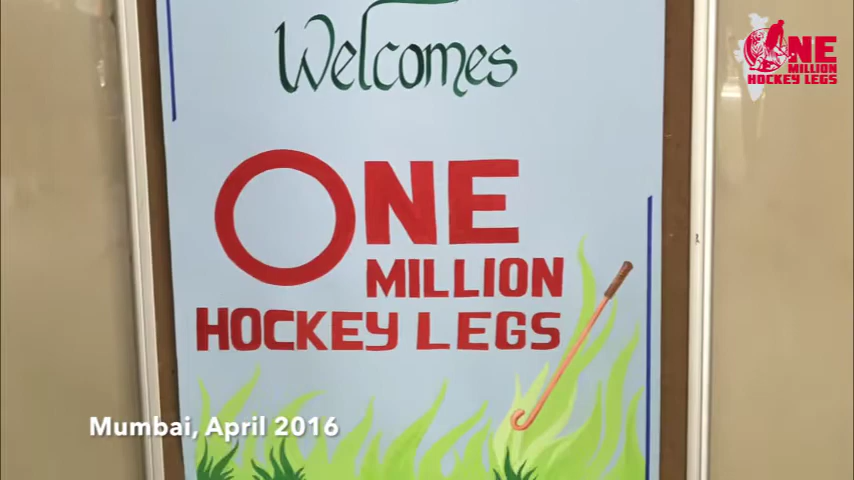 Welcomes
ONE
MILLION
HOCKEY LEGS
Mumbai, April 2016
ONE
MILLION
HOCKEY LEGS